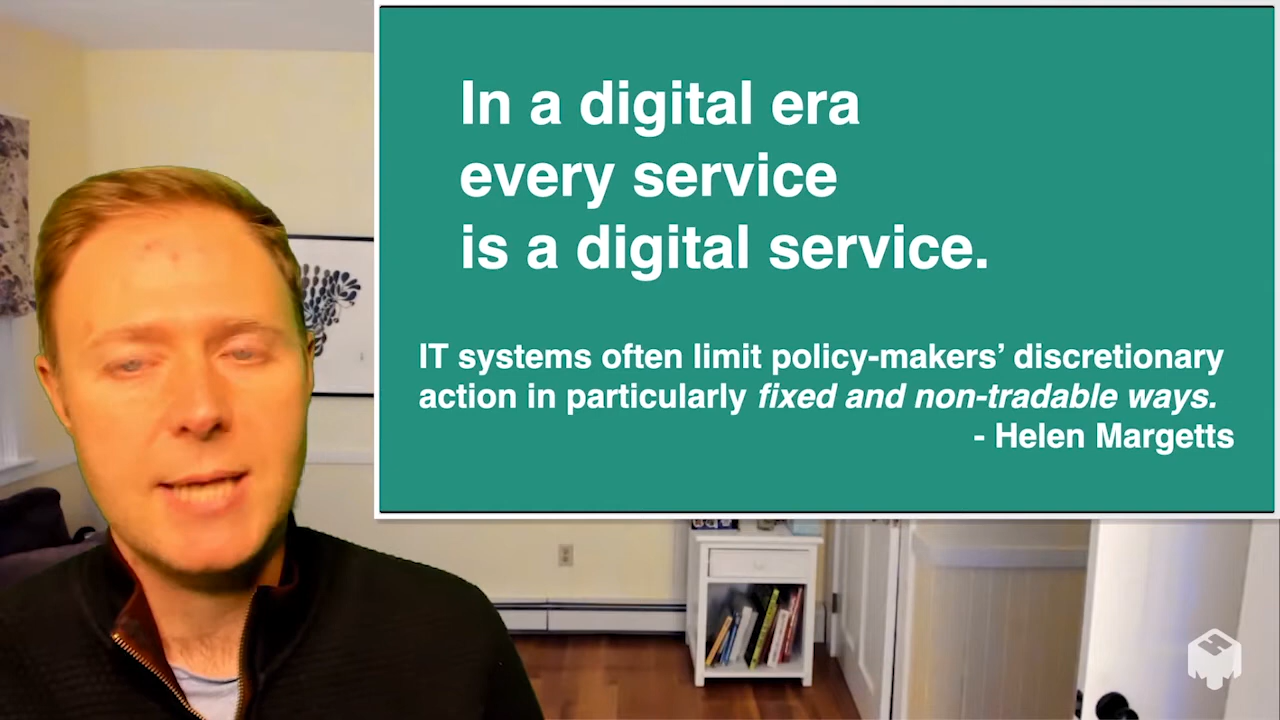 In a digital era
every service
is a digital service.
IT systems often limit policy-makers’ discretionary
action in particularly fixed and non-tradable ways.
- Helen Margetts